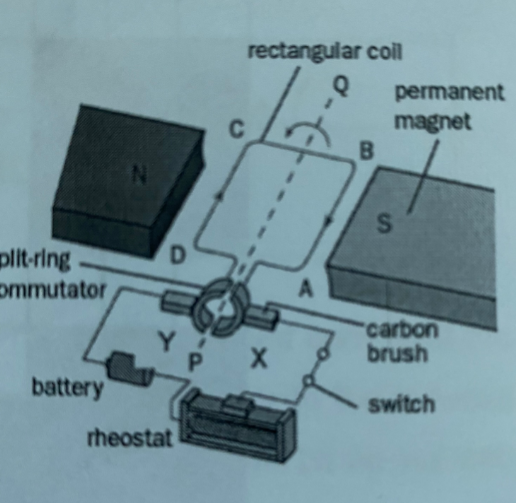 rectangular coil
Q
permanent
magnet
C
B
N
S
D
plit-ring
ommutator
A
carbon
brush
Y
P
X
battery
switch
rheostat